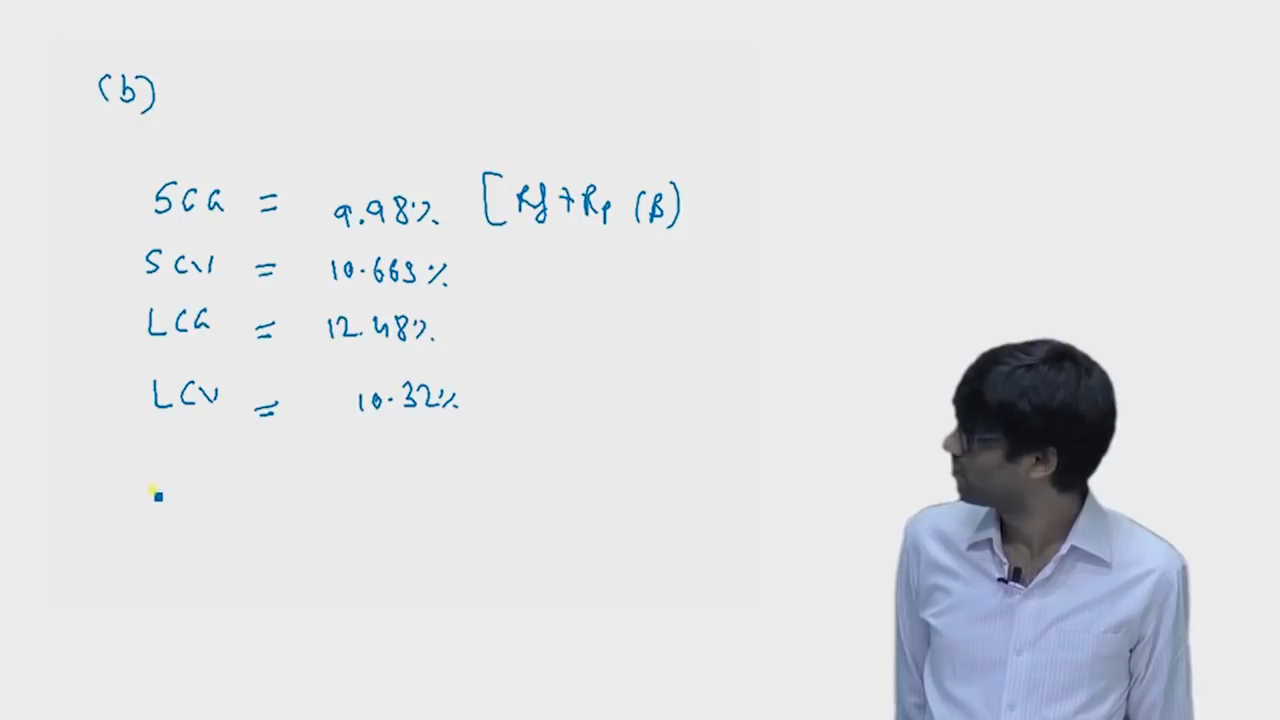 (b)
SCG = 9.98% [Rf + Rp (β)
SCV = 10.663%
LCG = 12.48%
LCV = 10.32%